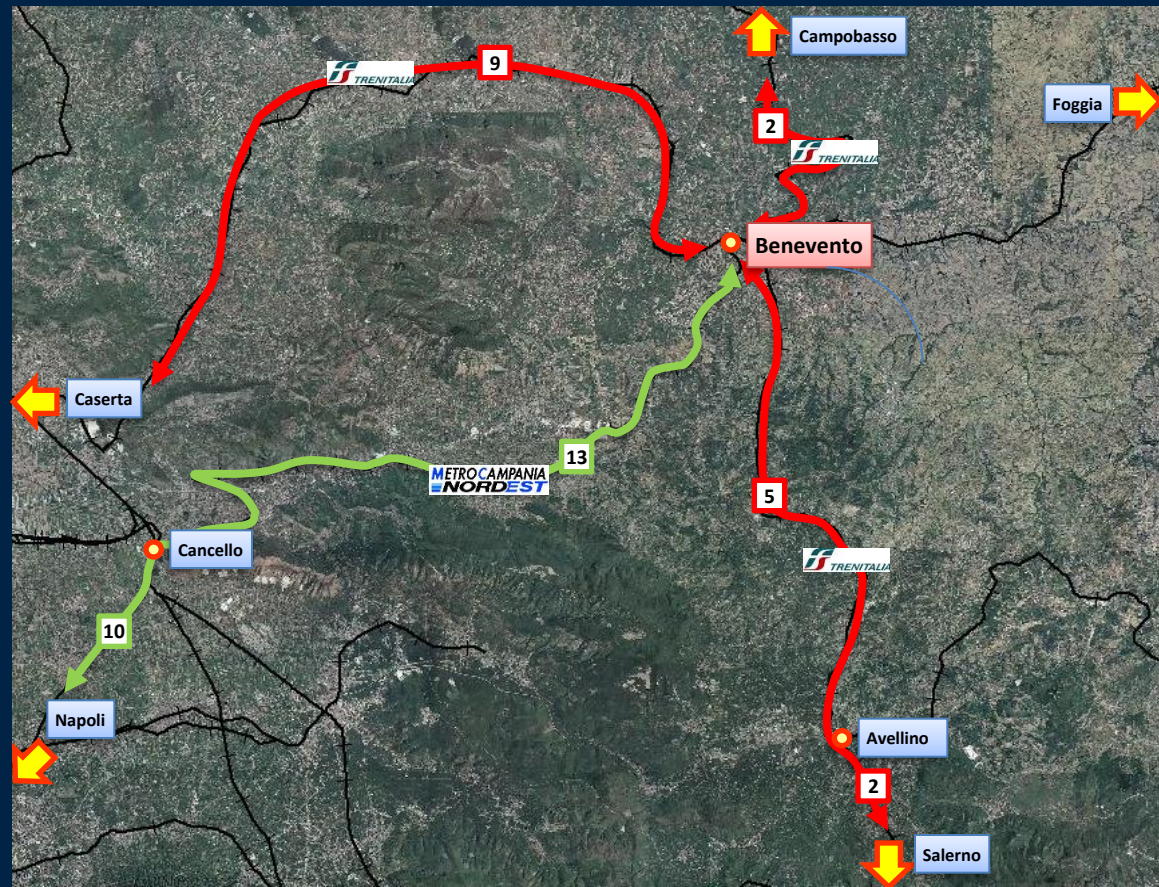 Campobasso
9
TRENITALIA
Foggia
2
TRENITALIA
Benevento
Caserta
13
METROCAMPANIA
NORDEST
5
Cancello
TRENITALIA
10
Napoli
Avellino
2
Salerno